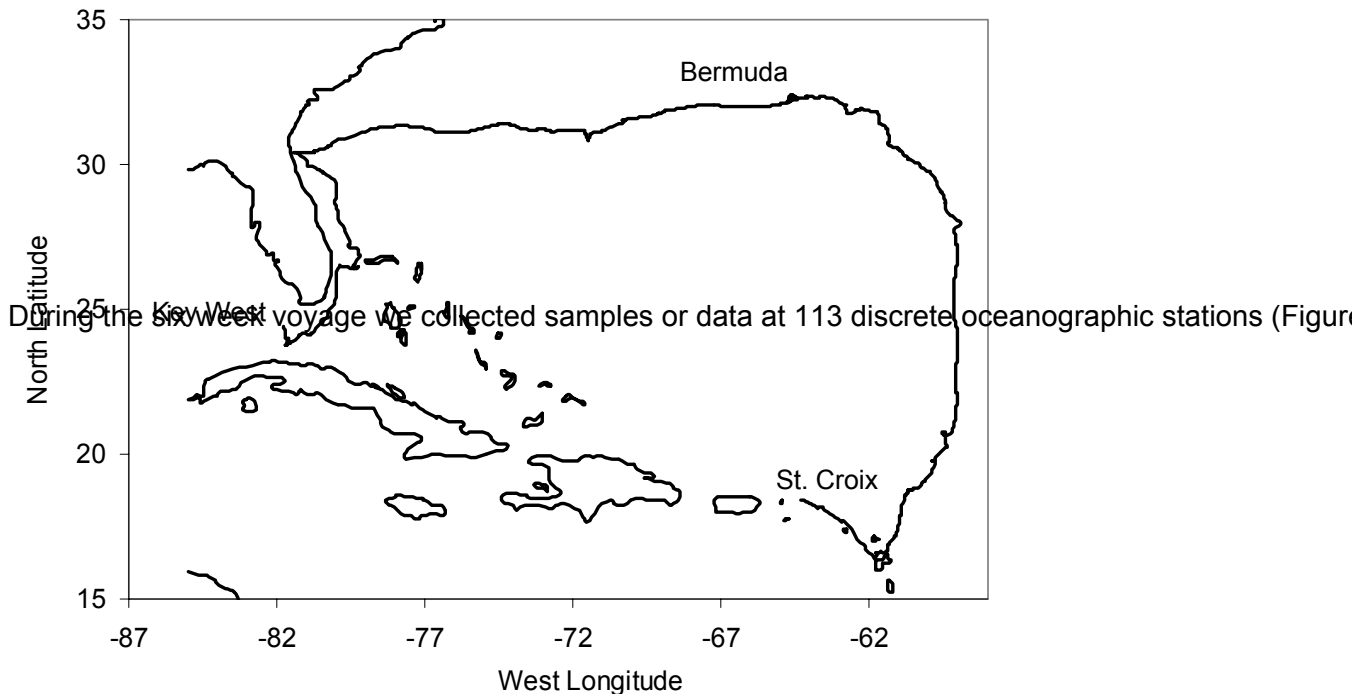 35
Bermuda
30
North Latitude
25
Key West
During the six week voyage we collected samples or data at 113 discrete oceanographic stations (Figure
20
St. Croix
15
-87 -82 -77 -72 -67 -62
West Longitude